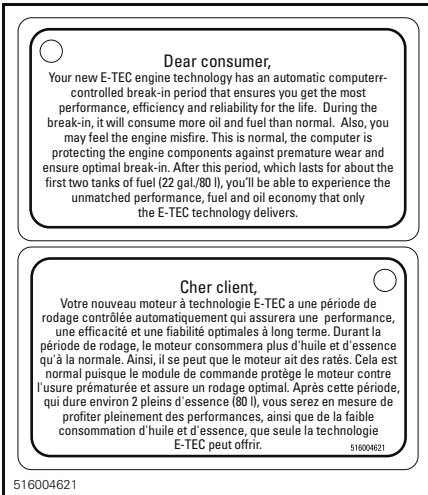 Dear consumer,
Your new E-TEC engine technology has an automatic computerr-
controlled break-in period that ensures you get the most
performance, efficiency and reliability for the life.  During the
break-in, it will consume more oil and fuel than normal.  Also, you
may feel the engine misfire. This is normal, the computer is
protecting the engine components against premature wear and
ensure optimal break-in. After this period, which lasts for about the
first two tanks of fuel (22 gal./80 l), you'll be able to experience the
unmatched performance, fuel and oil economy that only
the E-TEC technology delivers.
Cher client,
Votre nouveau moteur à technologie E-TEC a une période de
rodage contrôlée automatiquement qui assurera une  performance,
une efficacité et une fiabilité optimales à long terme. Durant la
période de rodage, le moteur consommera plus d'huile et d'essence
qu'à la normale. Ainsi, il se peut que le moteur ait des ratés. Cela est
normal puisque le module de commande protège le moteur contre
l'usure prématurée et assure un rodage optimal. Après cette période,
qui dure environ 2 pleins d'essence (80 l), vous serez en mesure de
profiter pleinement des performances, ainsi que de la faible
consommation d'huile et d'essence, que seule la technologie
E-TEC peut offrir.
516004621
516004621